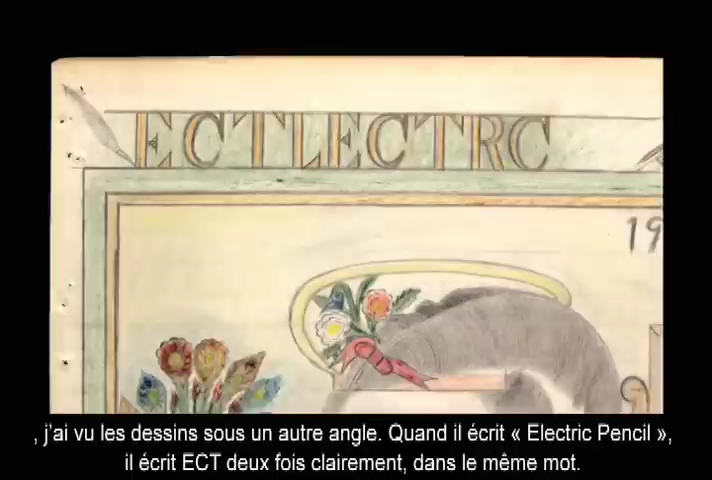 ECTLECTRC
19
, j'ai vu les dessins sous un autre angle. Quand il écrit « Electric Pencil »,
il écrit ECT deux fois clairement, dans le même mot.